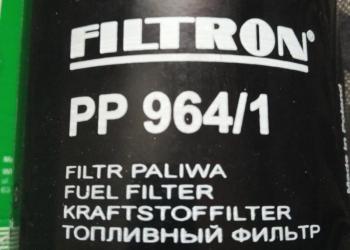 FILTRON®
PP 964/1
FILTR PALIWA
FUEL FILTER
KRAFTSTOFFILTER
ТОПЛИВНЫЙ ФИЛЬТР